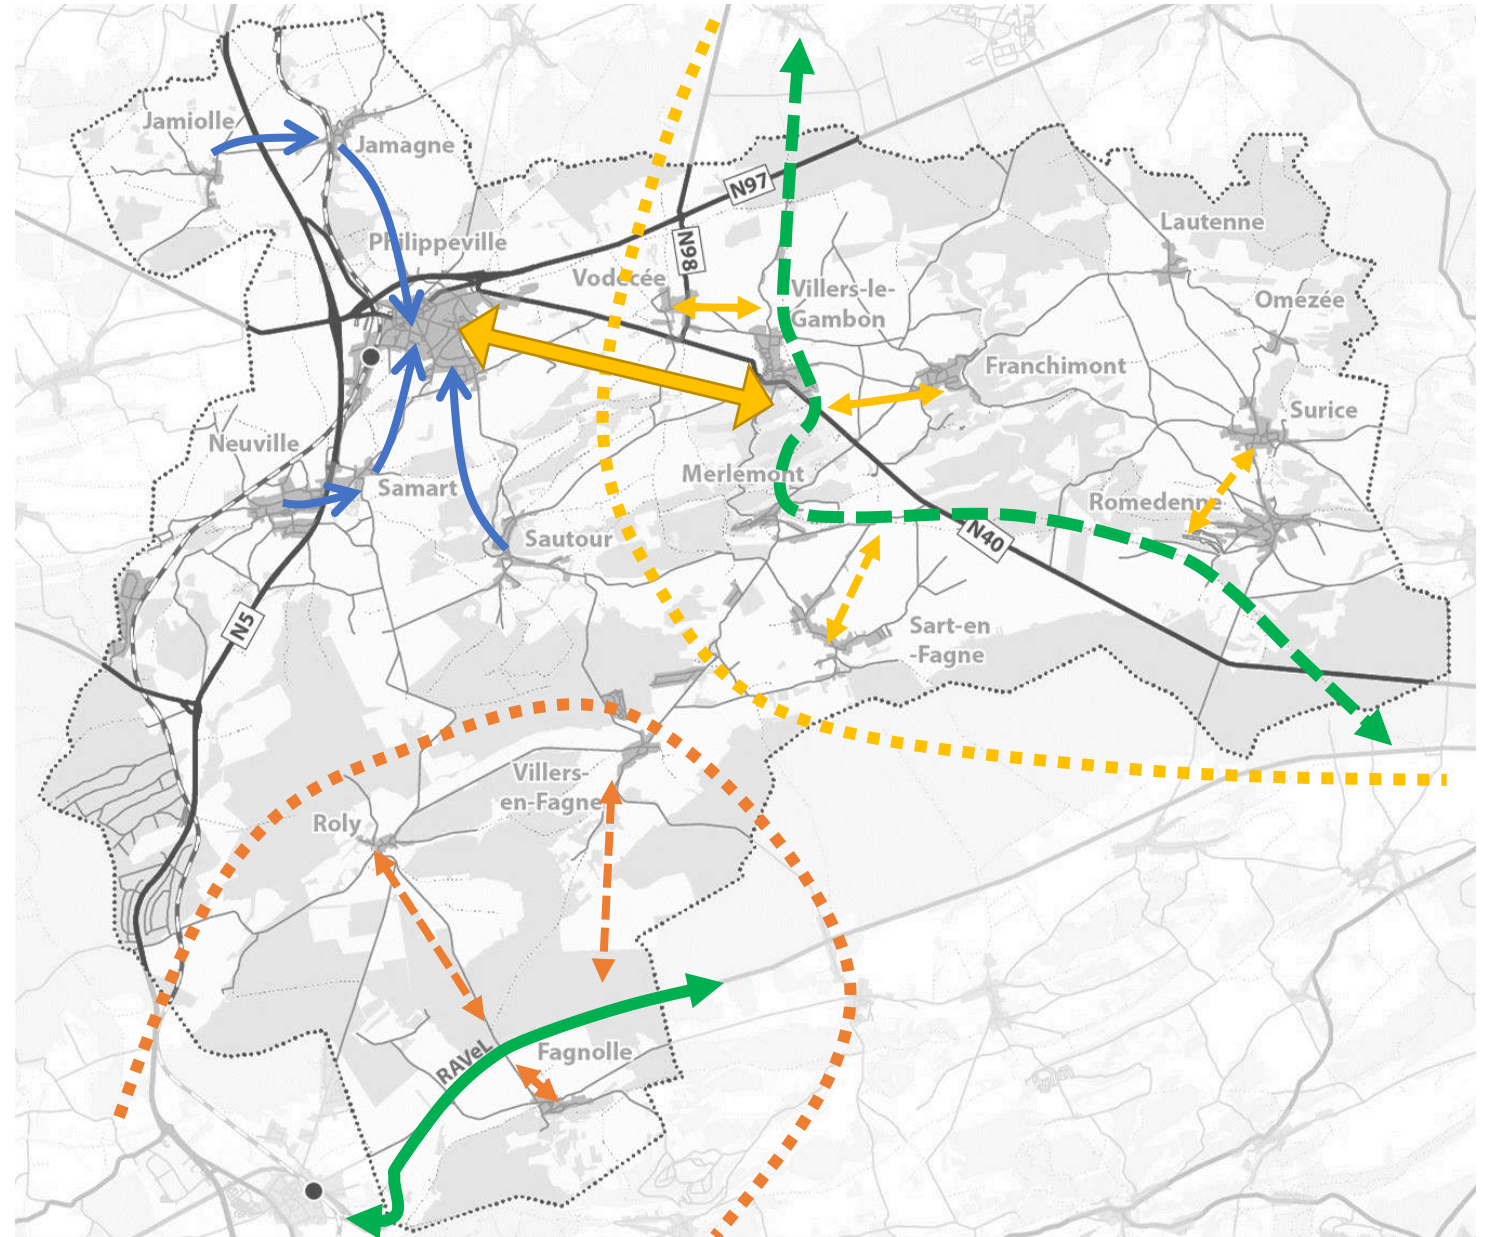 Jamiolle
Jamagne
N97
Philippeville
N98
Vodecée
Villers-le-
Gambon
Lautenne
Omezée
Franchimont
Surice
Neuville
Samart
Merlemont
Romedenne
Sautour
N40
N5
Sart-en
-Fagne
Villers-
en-Fagne
Roly
RAVeL
Fagnolle